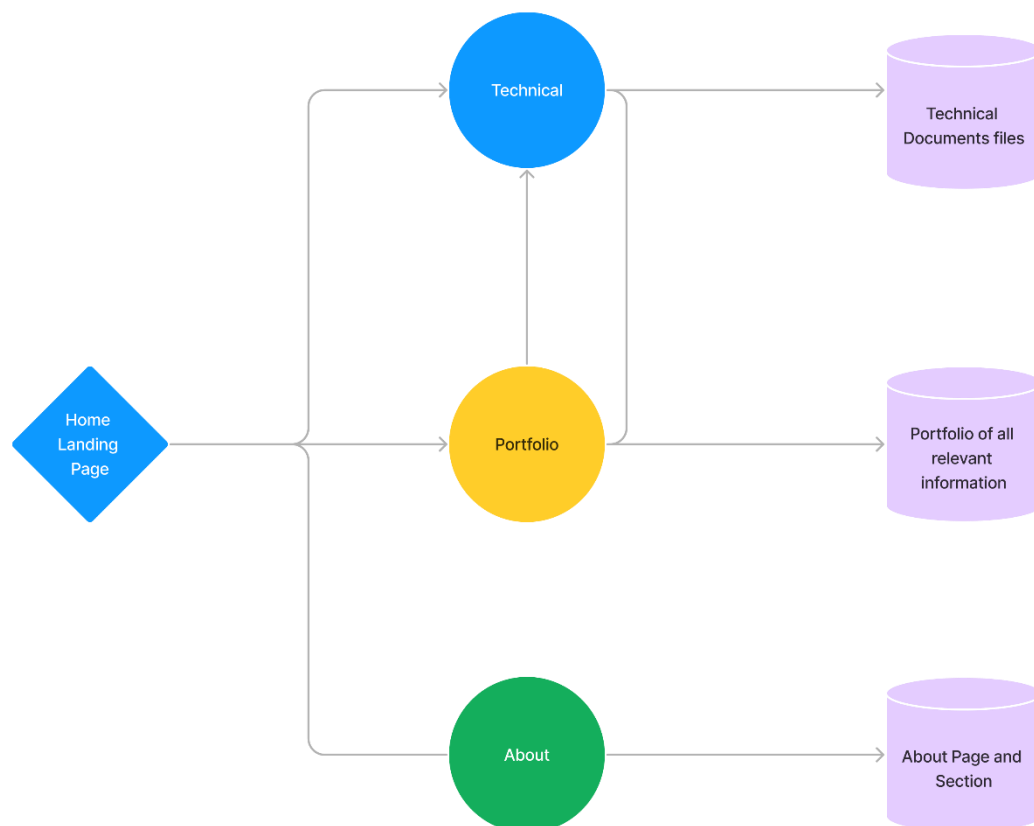 Technical
Technical
Documents files
Home
Landing
Page
Portfolio
Portfolio of all
relevant
information
About
About Page and
Section